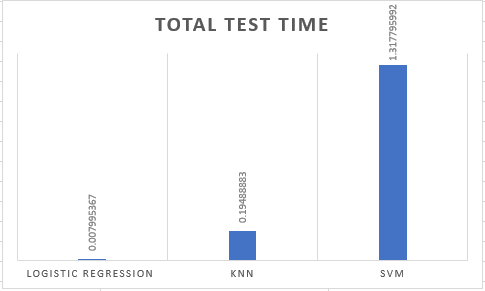 TOTAL TEST TIME
0.007995367
0.19488883
1.317795992
LOGISTIC REGRESSION
KNN
SVM